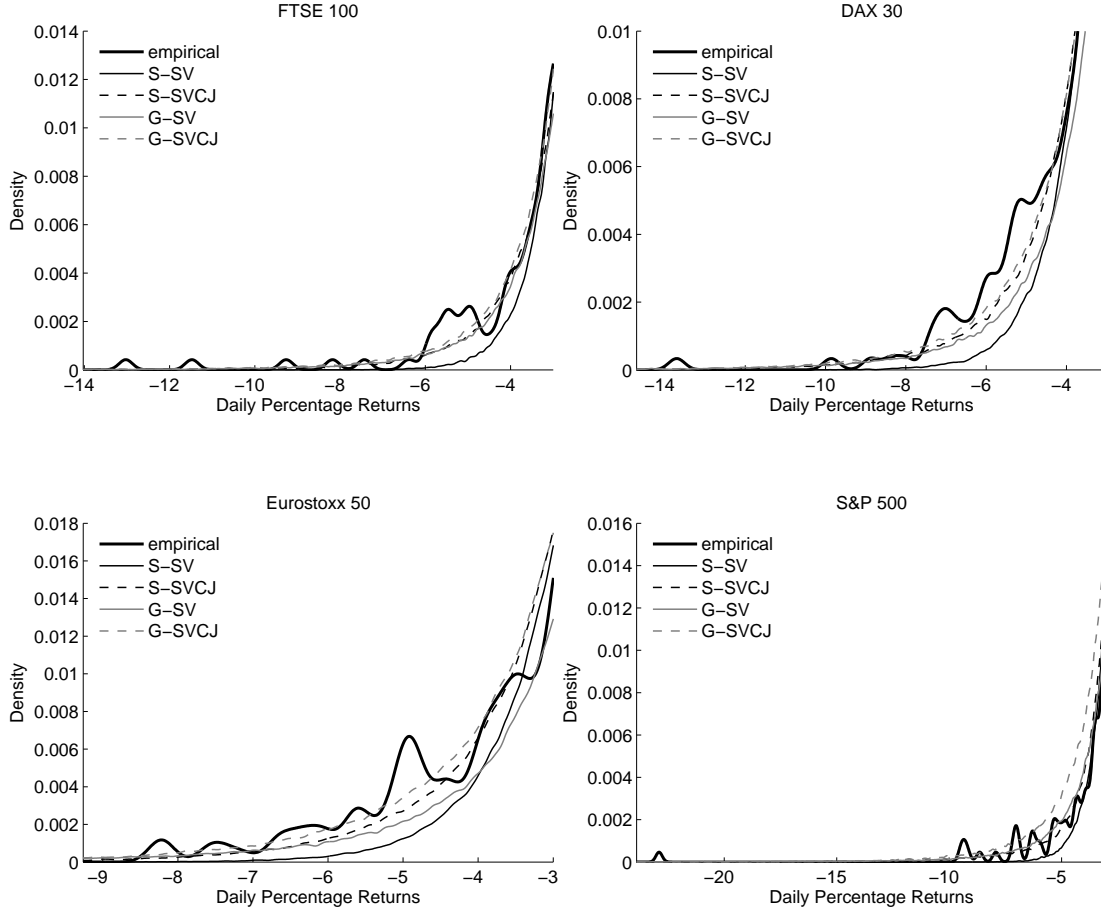 FTSE 100
0.014
0.012
0.01
0.008
0.006
0.004
0.002
0
Density
empirical
S−SV
S−SVCJ
G−SV
G−SVCJ
−14 −12 −10 −8 −6 −4
Daily Percentage Returns
DAX 30
0.01
0.008
0.006
0.004
0.002
0
Density
empirical
S−SV
S−SVCJ
G−SV
G−SVCJ
−14 −12 −10 −8 −6 −4
Daily Percentage Returns
Eurostoxx 50
0.018
0.016
0.014
0.012
0.01
0.008
0.006
0.004
0.002
0
Density
empirical
S−SV
S−SVCJ
G−SV
G−SVCJ
−9 −8 −7 −6 −5 −4 −3
Daily Percentage Returns
S&P 500
0.016
0.014
0.012
0.01
0.008
0.006
0.004
0.002
0
Density
empirical
S−SV
S−SVCJ
G−SV
G−SVCJ
−20 −15 −10 −5
Daily Percentage Returns